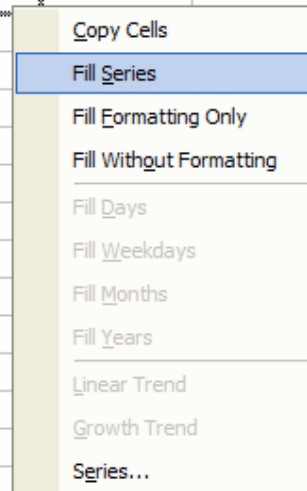 Copy Cells
Fill Series
Fill Formatting Only
Fill Without Formatting
Fill Days
Fill Weekdays
Fill Months
Fill Years
Linear Trend
Growth Trend
Series...